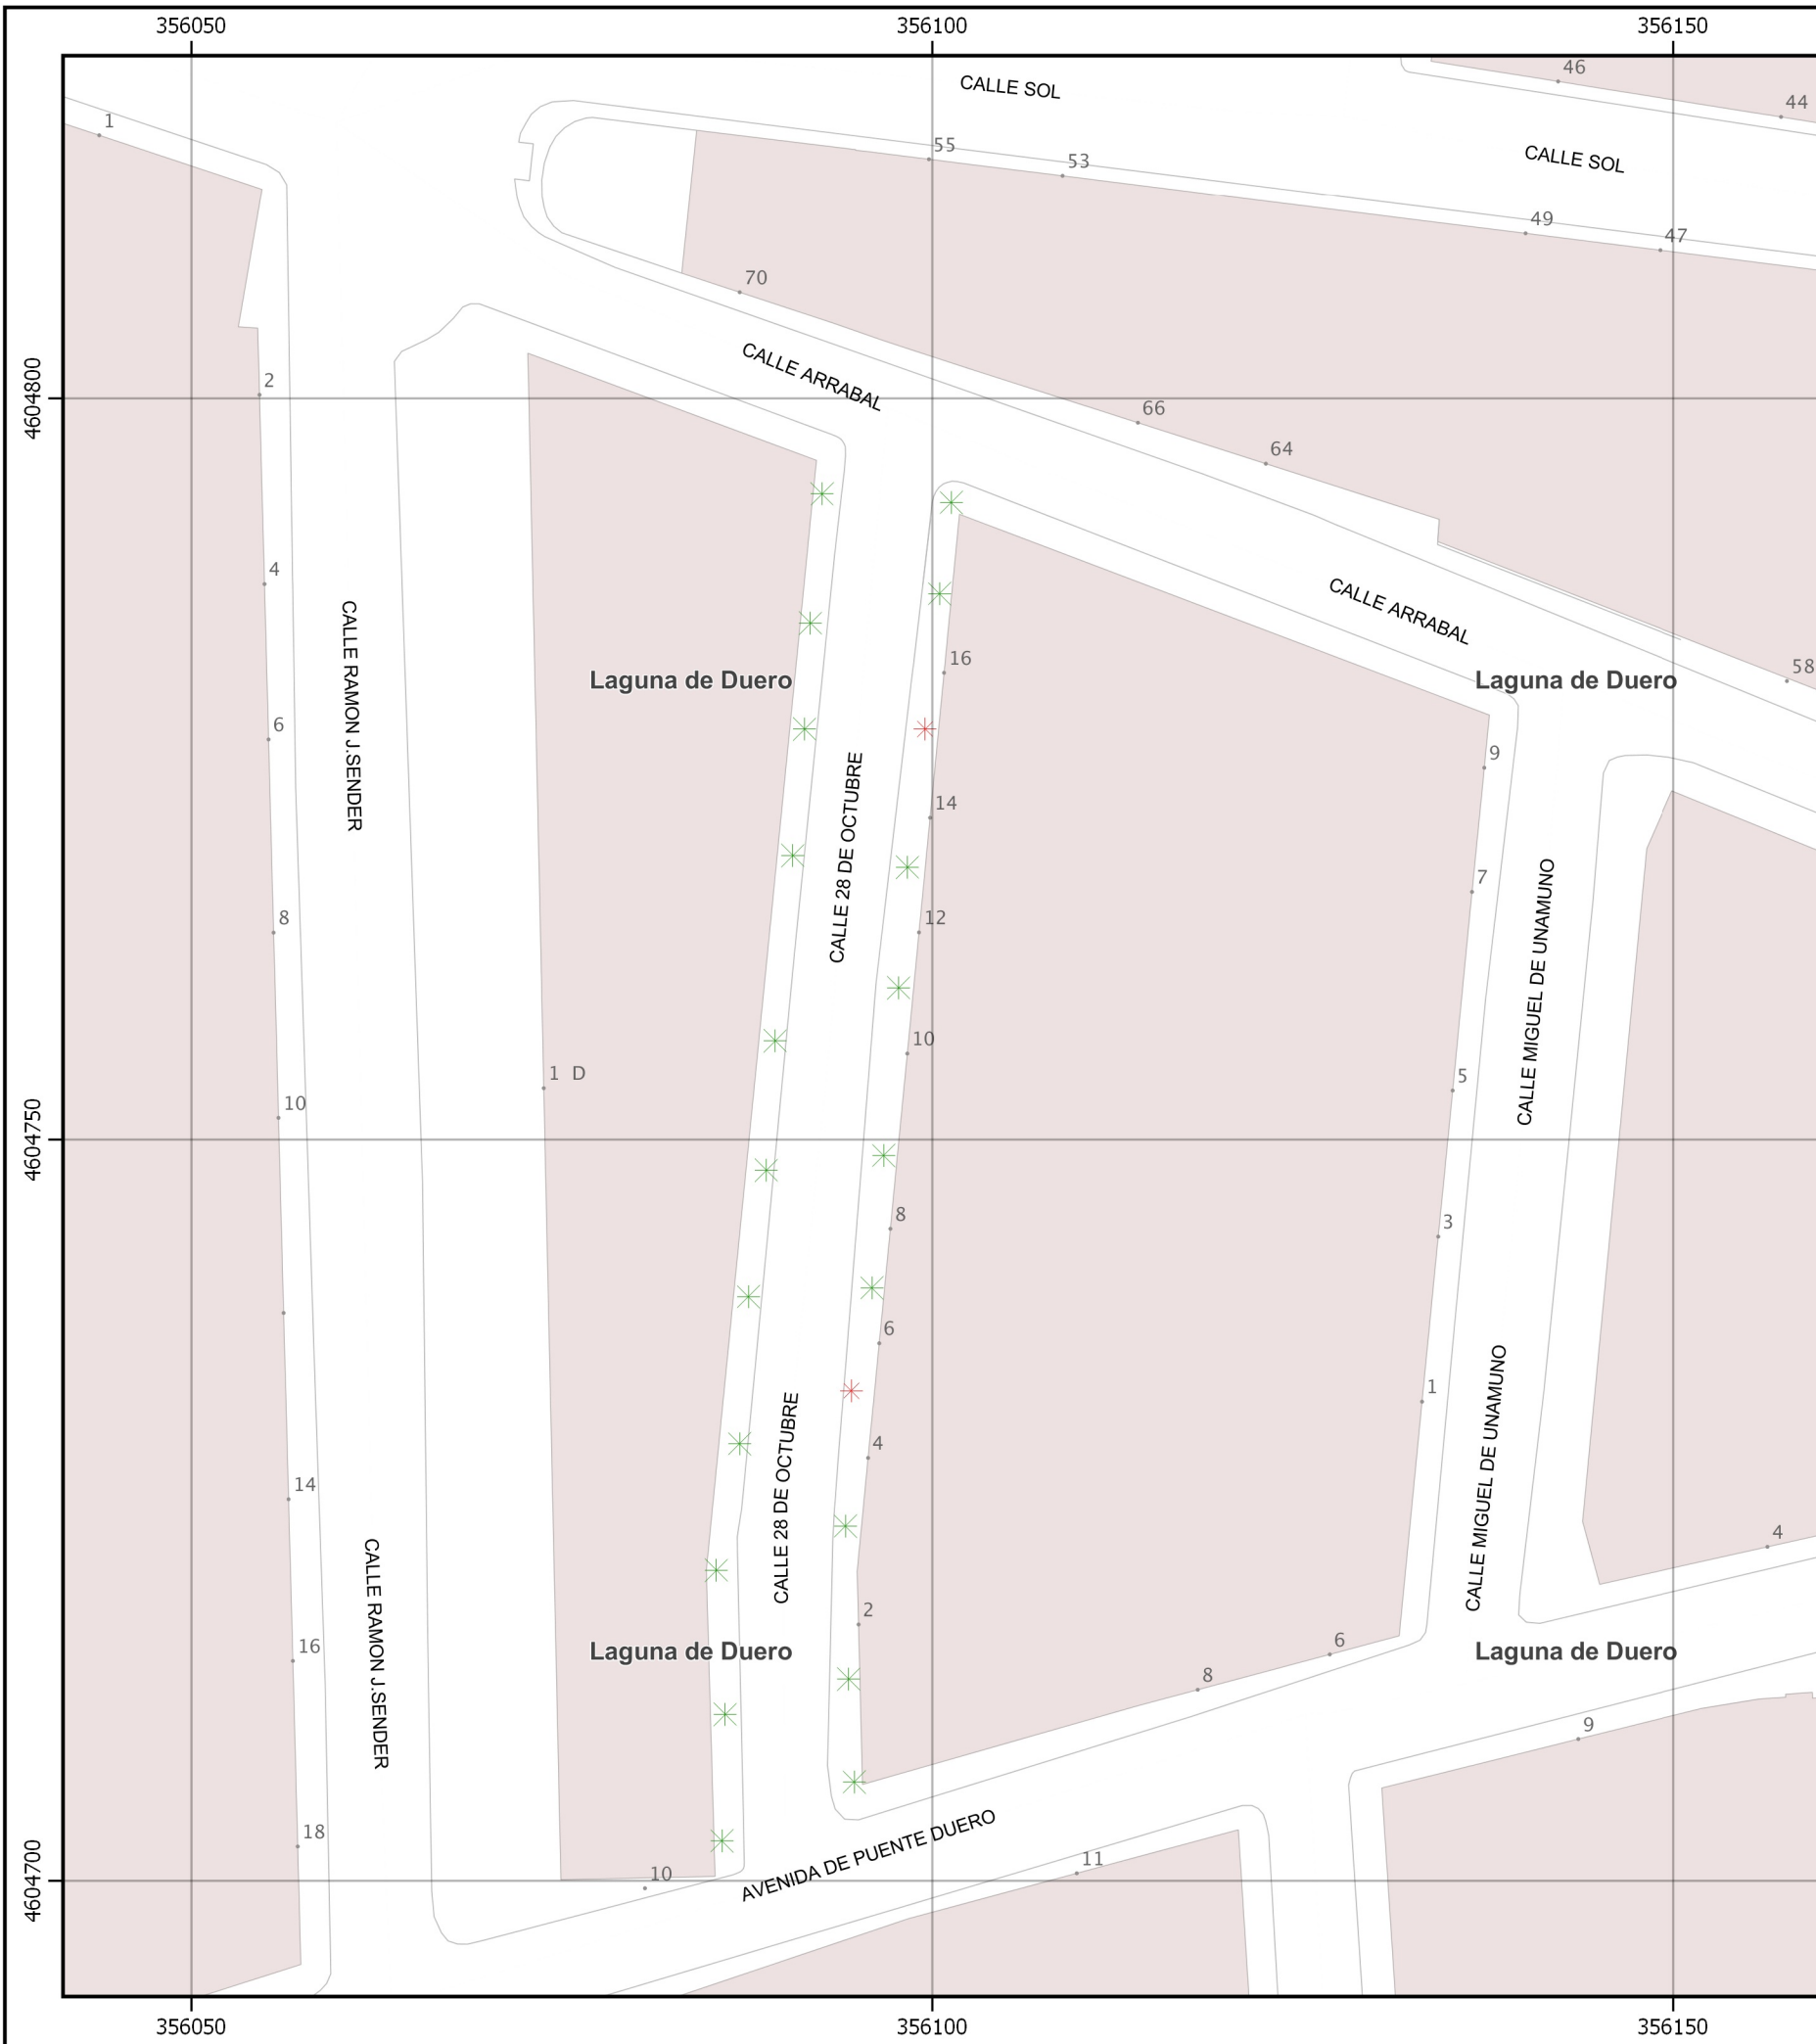 356050
356100
356150
CALLE SOL
46
44
1
55
53
CALLE SOL
49
47
70
CALLE ARRABAL
4604800
2
66
64
4
CALLE ARRABAL
16
58
Laguna de Duero
Laguna de Duero
CALLE RAMON J.SENDER
6
9
14
CALLE 28 DE OCTUBRE
7
8
12
CALLE MIGUEL DE UNAMUNO
10
1 D
5
10
4604750
8
3
6
1
4
CALLE 28 DE OCTUBRE
CALLE MIGUEL DE UNAMUNO
14
4
2
CALLE RAMON J.SENDER
16
6
Laguna de Duero
Laguna de Duero
8
9
18
AVENIDA DE PUENTE DUERO
10
11
4604700
356050
356100
356150